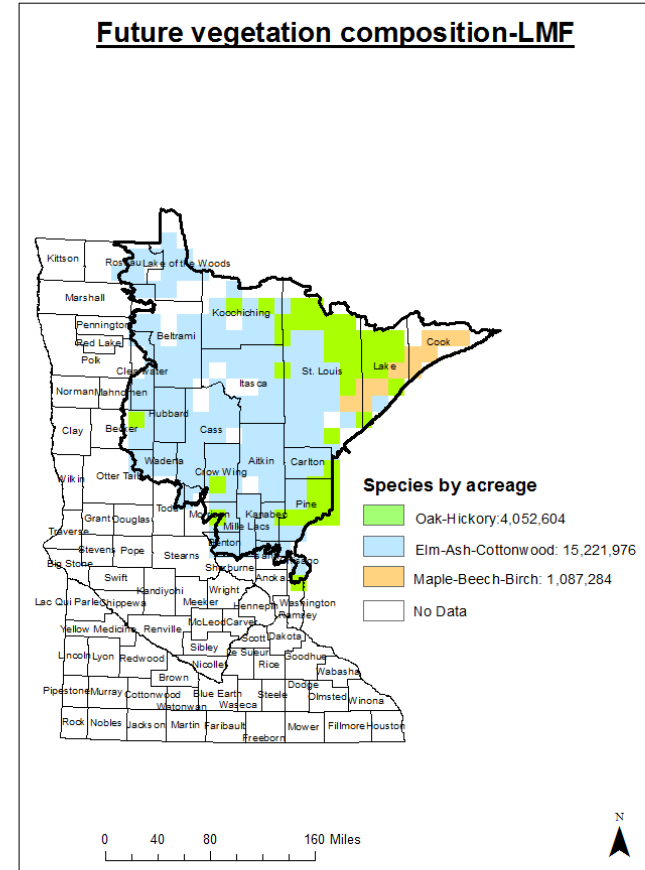 Future vegetation composition-LMF
Kittson
Lake of the Woods
Marshall
Koochiching
Pennington
Red Lake
Beltrami
Cook
Polk
Clearwater
Itasca
St. Louis
Lake
Norman
Mahnomen
Hubbard
Clay
Becker
Cass
Wadena
Aitkin
Carlton
Wilkin
Otter Tail
Crow Wing
Pine
Species by acreage
Oak-Hickory:4,052,604
Elm-Ash-Cottonwood: 15,221,976
Maple-Beech-Birch: 1,087,284
No Data
Grant
Douglas
Todd
Mille Lacs
Traverse
Stevens
Pope
Stearns
Big Stone
Sherburne
Swift
Anoka
Kandiyohi
Wright
Lac Qui Parle
Chippewa
Meeker
Hennepin
Washington
Ramsey
McLeod
Carver
Yellow Medicine
Renville
Scott
Dakota
Sibley
Lincoln
Lyon
Redwood
Nicollet
Rice
Goodhue
Wabasha
Brown
Pipestone
Murray
Cottonwood
Blue Earth
Steele
Dodge
Olmsted
Winona
Watonwan
Waseca
Rock
Nobles
Jackson
Martin
Faribault
Mower
Fillmore
Houston
Freeborn
0 40 80 160 Miles
N